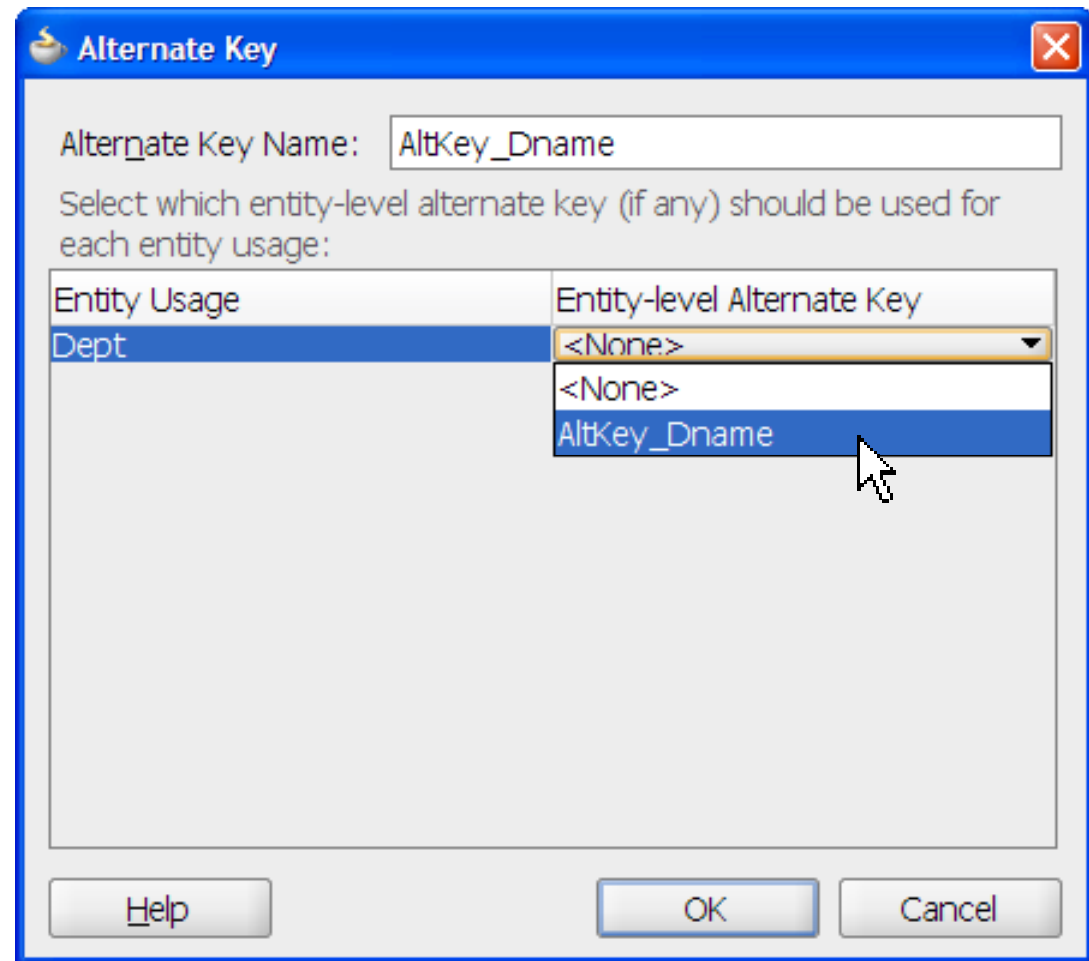 Alternate Key
Alternate Key Name: AltKey_Dname
Select which entity-level alternate key (if any) should be used for
each entity usage:
Entity Usage Entity-level Alternate Key
Dept <None>
<None>
AltKey_Dname
Help OK Cancel